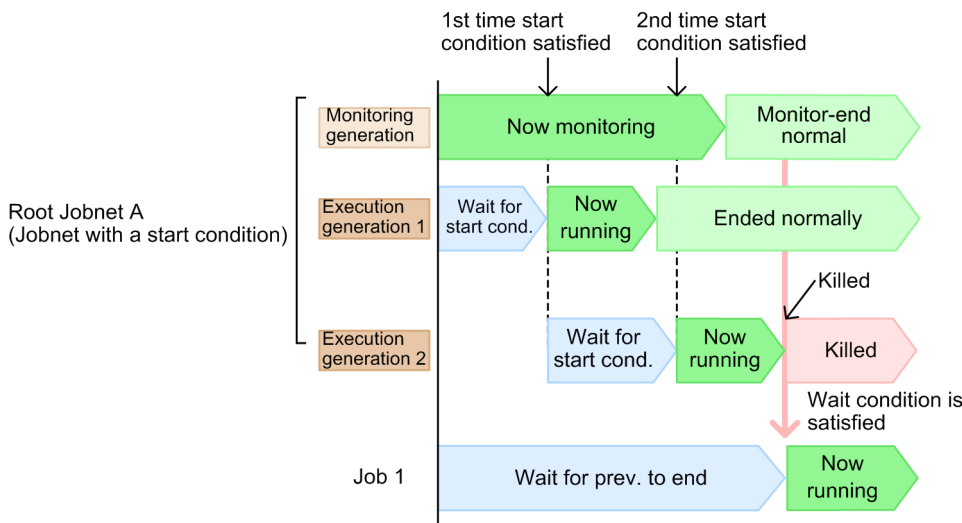 1st time start
condition satisfied
2nd time start
condition satisfied
Monitoring
generation
Now monitoring
Monitor-end
normal
Root Jobnet A
(Jobnet with a start condition)
Execution
generation 1
Wait for
start cond.
Now
running
Ended normally
Killed
Execution
generation 2
Wait for
start cond.
Now
running
Killed
Wait condition is
satisfied
Job 1
Wait for prev. to end
Now
running